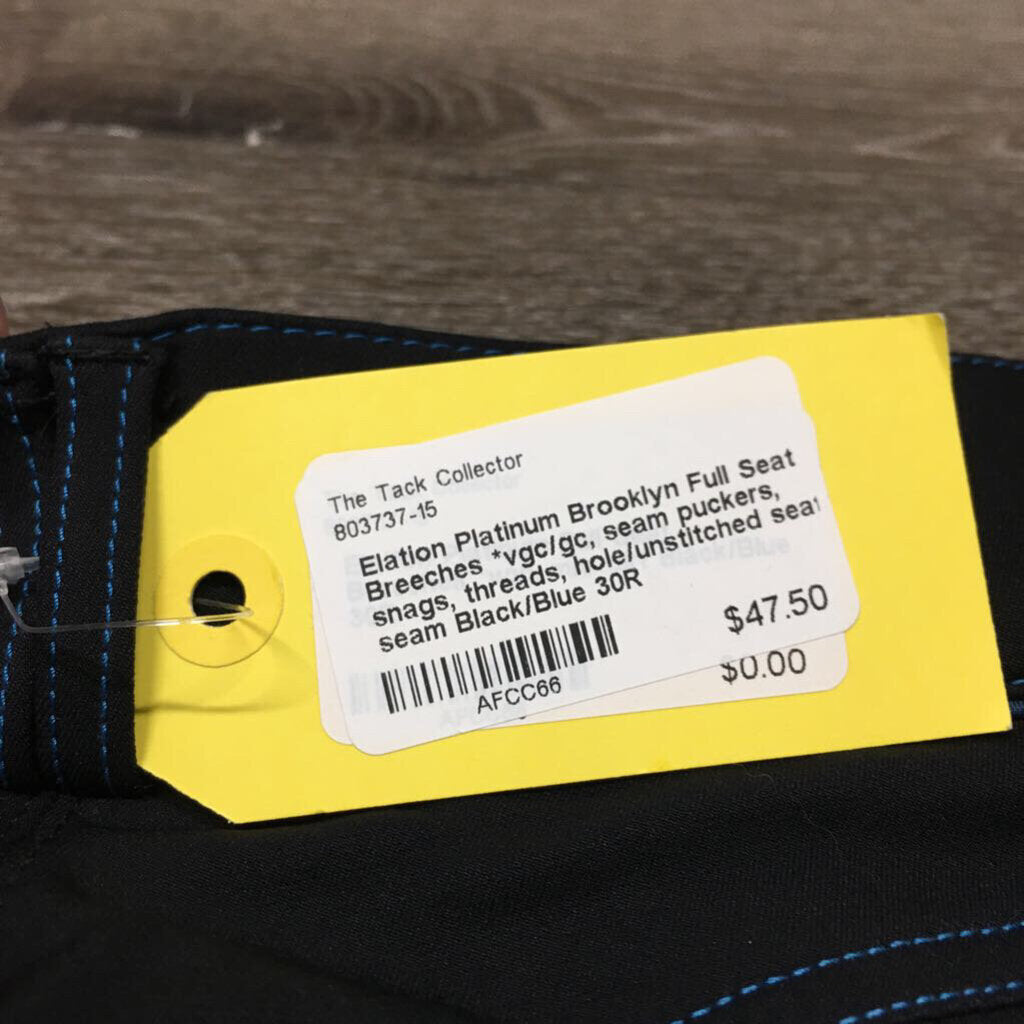 The Tack Collector
803737-15
Elation Platinum Brooklyn Full Seat
Breeches *vgc/gc, seam puckers,
snags, threads, hole/unstitched seat
seam Black/Blue 30R
$47.50
AFCC66
$0.00